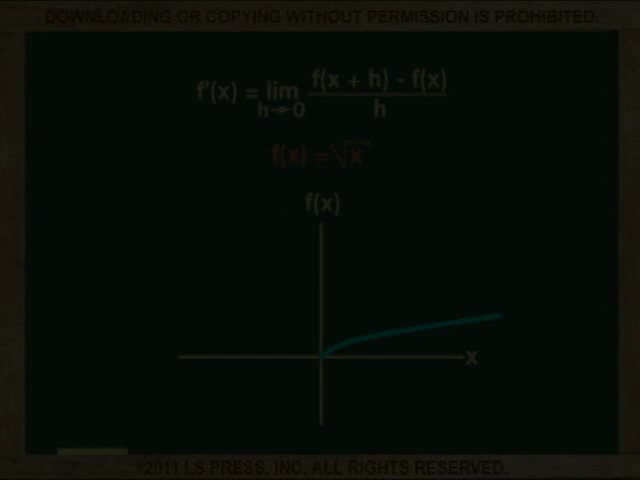 DOWNLOADING OR COPYING WITHOUT PERMISSION IS PROHIBITED.
f'(x) = lim h→0 f(x + h) - f(x) / h
f(x) = √x
f(x)
x
©2011 LS PRESS, INC. ALL RIGHTS RESERVED.